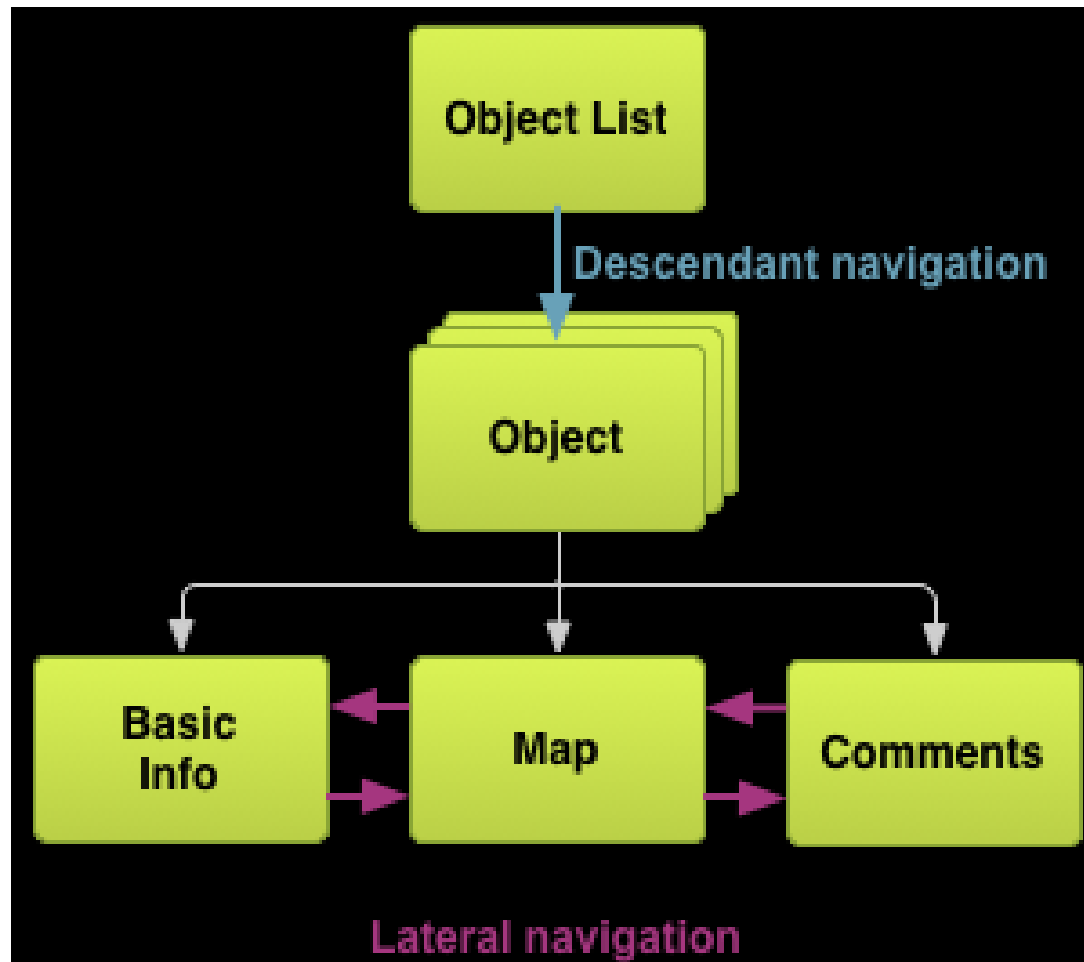 Object List
Descendant navigation
Object
Basic
Info
Map
Comments
Lateral navigation